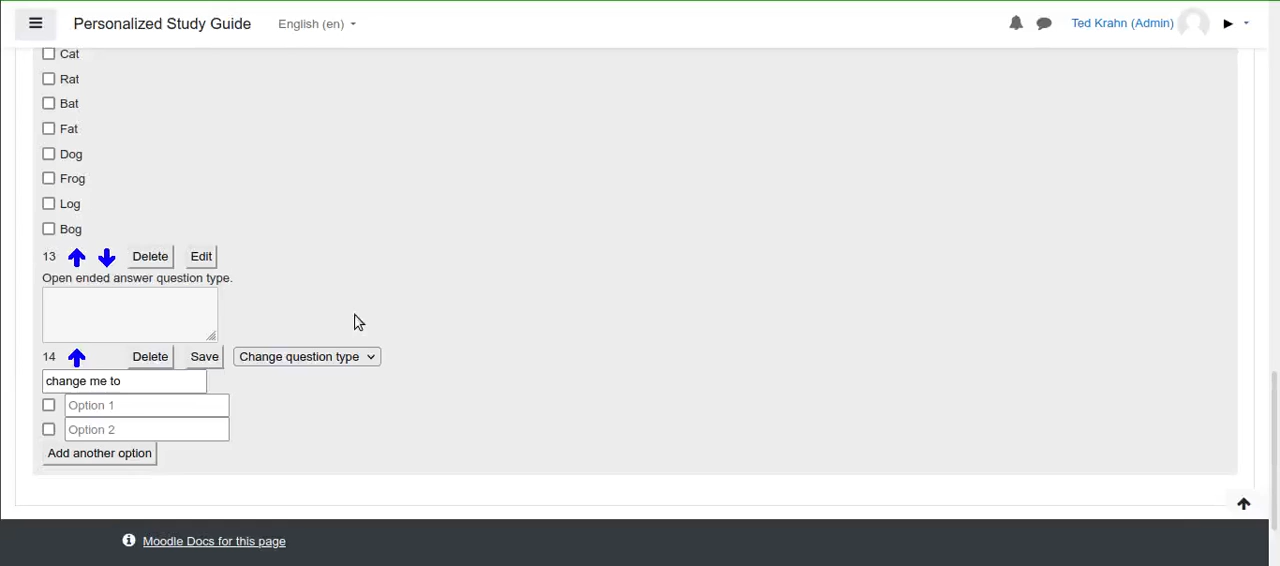 Personalized Study Guide English (en) Ted Krahn (Admin)
Cat
Rat
Bat
Fat
Dog
Frog
Log
Bog
13 Delete Edit
Open ended answer question type.
14 Delete Save Change question type
change me to
Option 1
Option 2
Add another option
Moodle Docs for this page